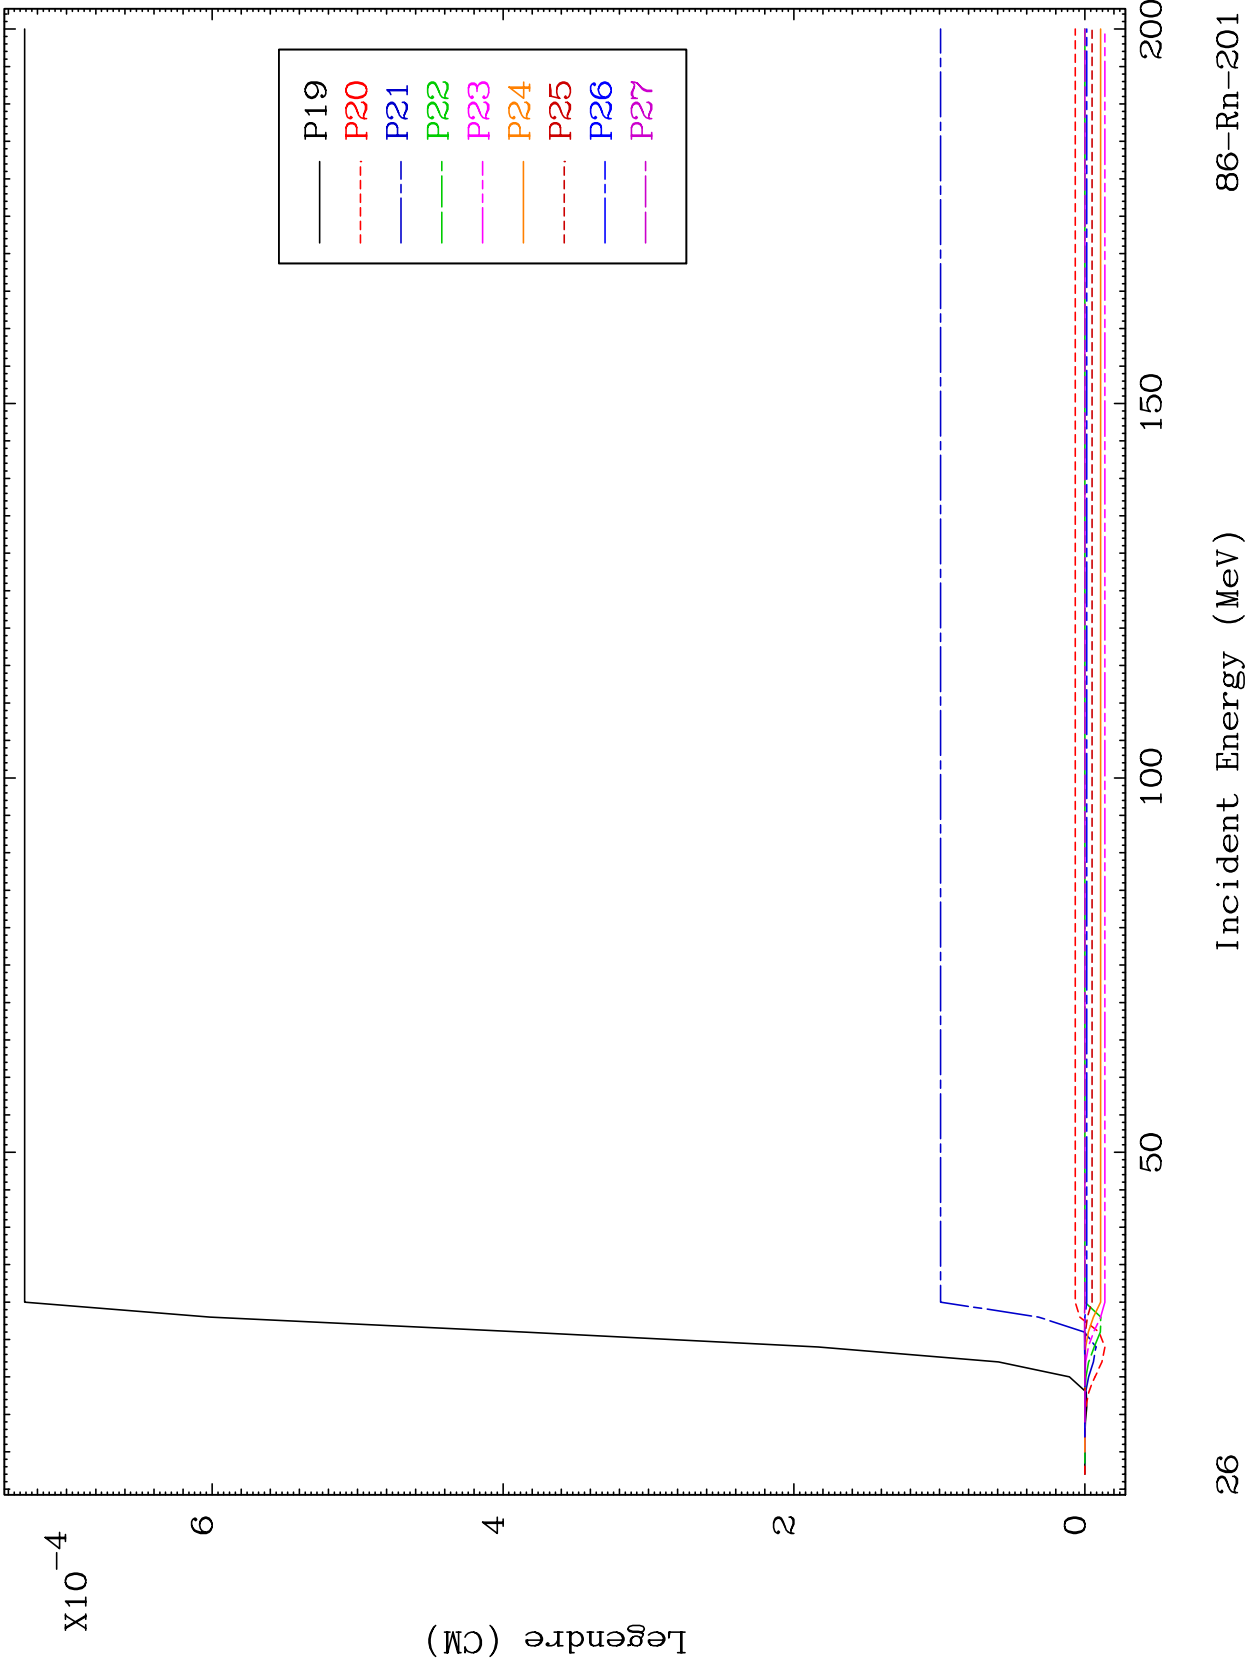 X10-4
Legendre (CM)
6
4
2
0
P19
P20
P21
P22
P23
P24
P25
P26
P27
50
100
150
200
Incident Energy (MeV)
26
86-Rn-201